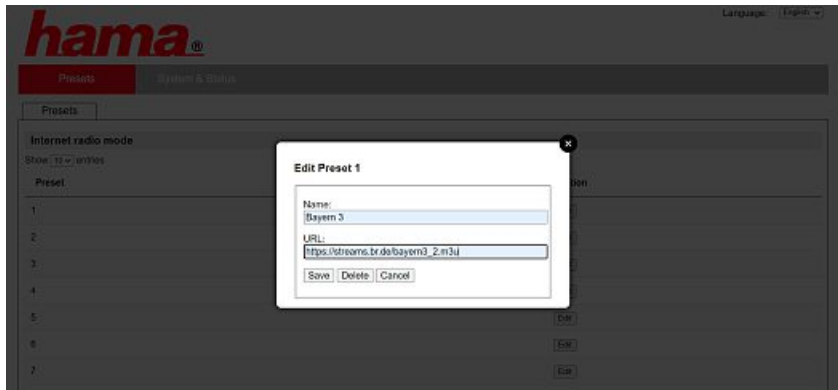 Language: English
hama®
Presets System & Status
Presets
Internet radio mode
Show 10 entries
Preset
Edit Preset 1
Name:
Bayern 3
URL:
https://streams.br.de/bayern3_2.m3u
Save Delete Cancel
1
2
3
4
5 Edit
6 Edit
7 Edit